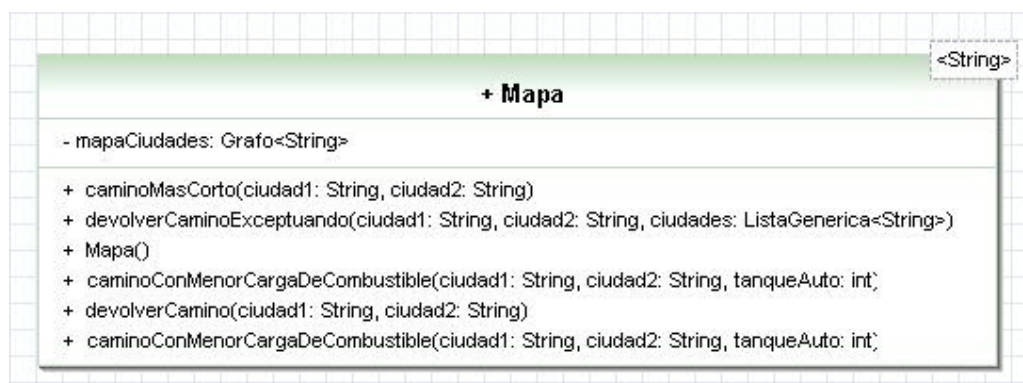 <String>
+ Mapa
- mapaCiudades: Grafo<String>
+ caminoMasCorto(ciudad1: String, ciudad2: String)
+ devolverCaminoExceptuando(ciudad1: String, ciudad2: String, ciudades: ListaGenerica<String>)
+ Mapa()
+ caminoConMenorCargaDeCombustible(ciudad1: String, ciudad2: String, tanqueAuto: int)
+ devolverCamino(ciudad1: String, ciudad2: String)
+ caminoConMenorCargaDeCombustible(ciudad1: String, ciudad2: String, tanqueAuto: int)